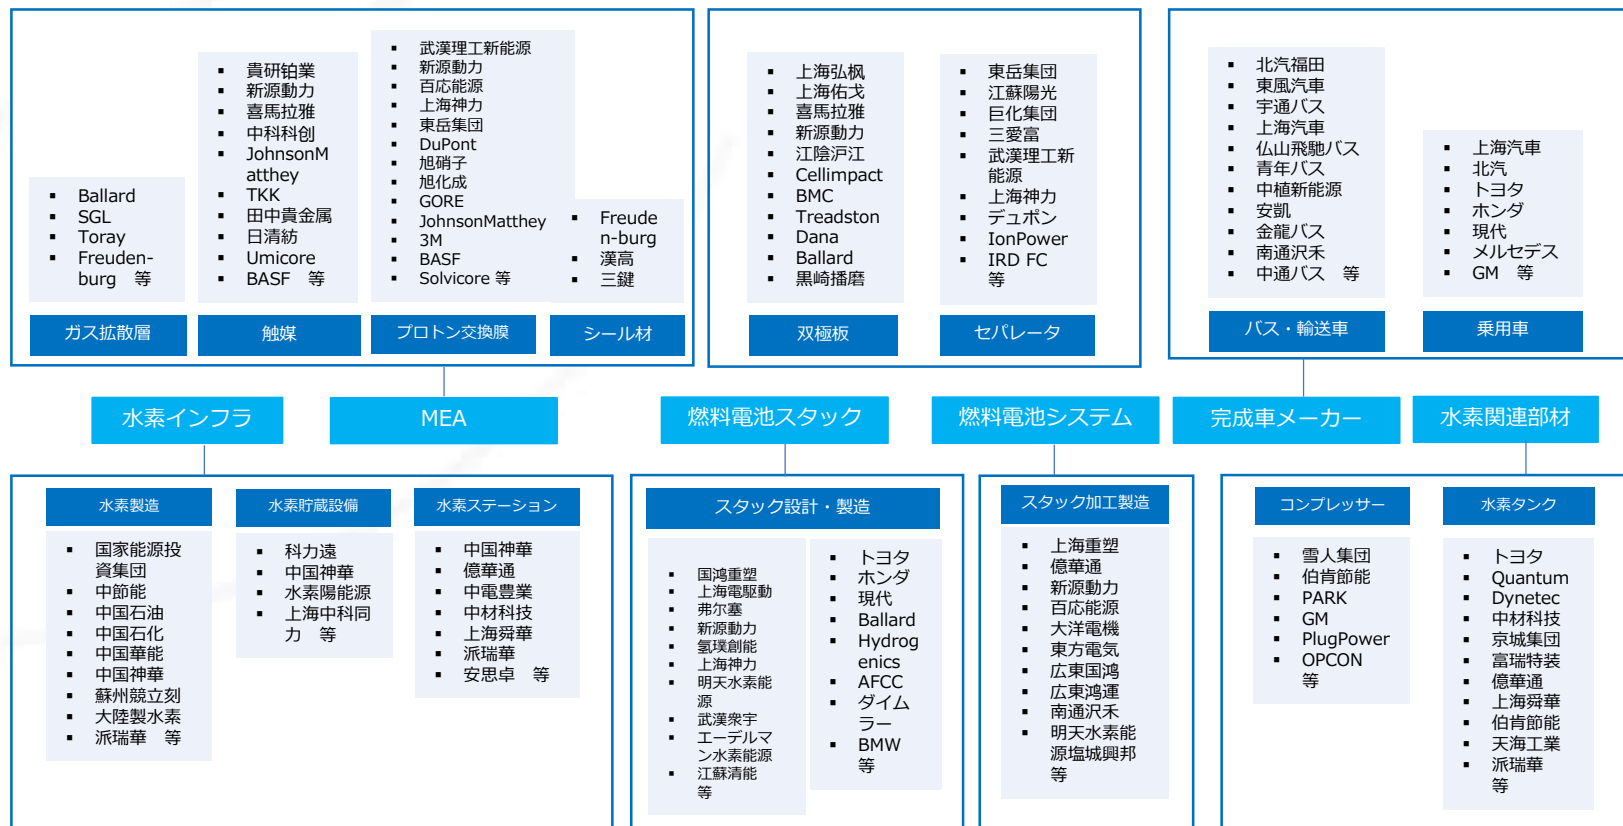 Ballard
SGL
Toray
Freuden-
burg 等
ガス拡散層
貴研铂業
新源動力
喜馬拉雅
中科科创
JohnsonM
atthey
TKK
田中貴金属
日清紡
Umicore
BASF 等
触媒
武漢理工新能源
新源動力
百応能源
上海神力
東岳集団
DuPont
旭硝子
旭化成
GORE
JohnsonMatthey
3M
BASF
Solvicore 等
プロトン交換膜
Freude
n-burg
漢高
三鍵
シール材
上海弘枫
上海佑戈
喜馬拉雅
新源動力
江陰沪江
Cellimpact
BMC
Treadston
Dana
Ballard
黒崎播磨
双極板
東岳集団
江蘇陽光
巨化集団
三愛富
武漢理工新
能源
上海神力
デュポン
IonPower
IRD FC
等
セパレータ
北汽福田
東風汽車
宇通バス
上海汽車
仏山飛馳バス
青年バス
中植新能源
安凱
金龍バス
南通沢禾
中通バス 等
バス・輸送車
上海汽車
北汽
トヨタ
ホンダ
現代
メルセデス
GM 等
乗用車
水素インフラ
MEA
燃料電池スタック
燃料電池システム
完成車メーカー
水素関連部材
水素製造
国家能源投
資集団
中節能
中国石油
中国石化
中国華能
中国神華
蘇州競立刻
大陸製水素
派瑞華 等
水素貯蔵設備
科力遠
中国神華
水素陽能源
上海中科同
力 等
水素ステーション
中国神華
億華通
中電豊業
中材科技
上海舜華
派瑞華
安思卓 等
スタック設計・製造
国鸿重塑
上海電駆動
弗尔塞
新源動力
氢璞創能
上海神力
明天水素能
源
武漢衆宇
エーデルマ
ン水素能源
江蘇清能
等
トヨタ
ホンダ
現代
Ballard
Hydrog
enics
AFCC
ダイム
ラー
BMW
等
スタック加工製造
上海重塑
億華通
新源動力
百応能源
大洋電機
東方電気
広東国鸿
広東鸿運
南通沢禾
明天水素能
源塩城興邦
等
コンプレッサー
雪人集団
伯肯節能
PARK
GM
PlugPower
OPCON
等
水素タンク
トヨタ
Quantum
Dynetec
中材科技
京城集団
富瑞特装
億華通
上海舜華
伯肯節能
天海工業
派瑞華
等